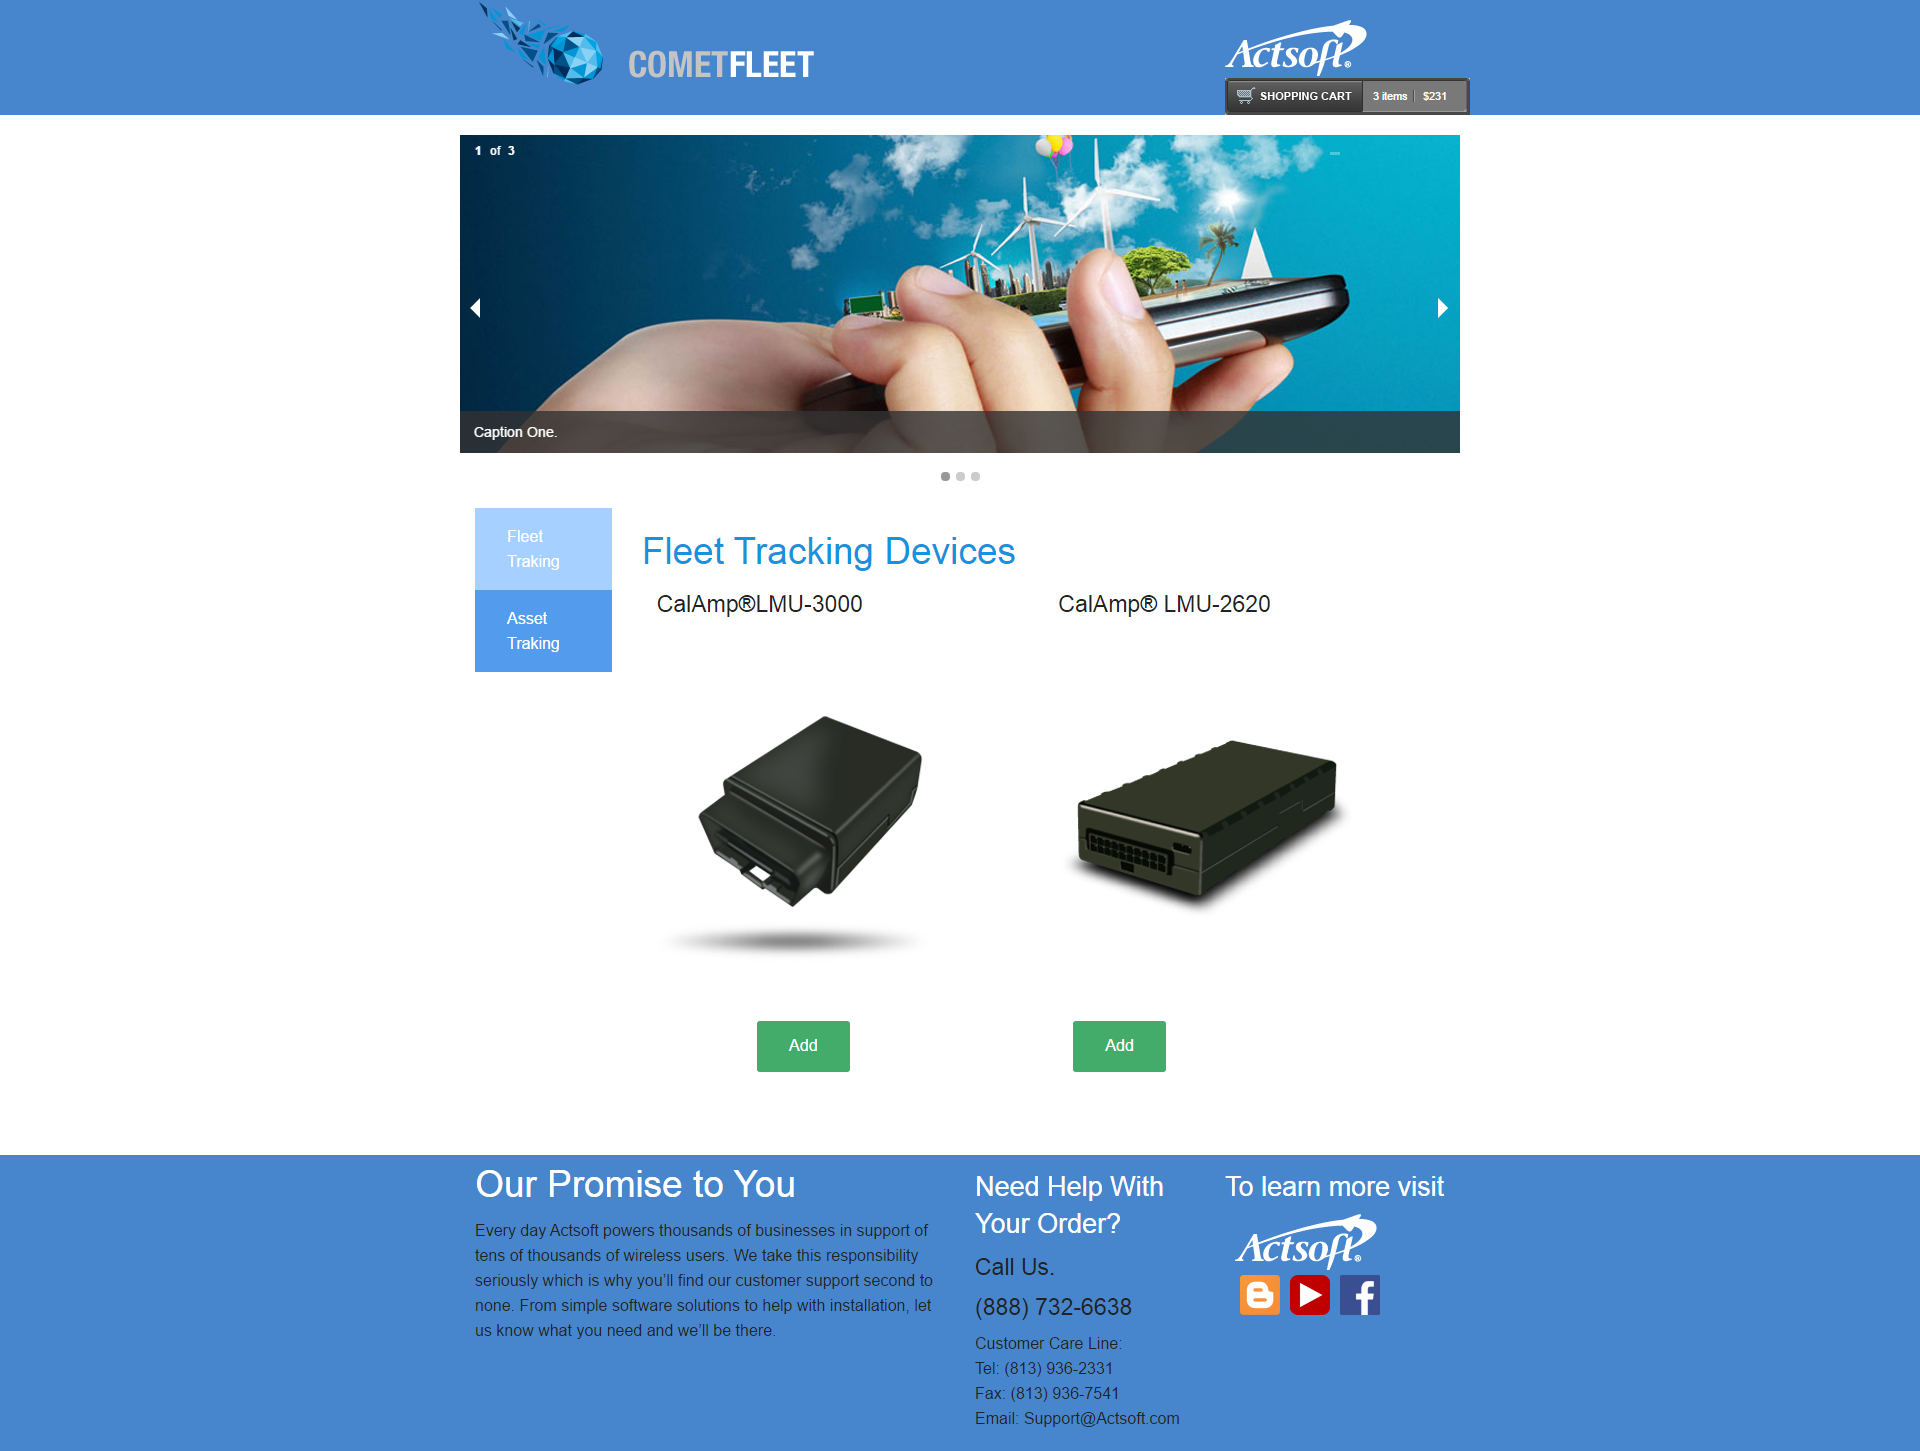 COMETFLEET
Actsoft®
SHOPPING CART 3 items $231
1 of 3
Caption One.
Fleet
Traking
Asset
Traking
Fleet Tracking Devices
CalAmp®LMU-3000
CalAmp® LMU-2620
Add
Add
Our Promise to You
Every day Actsoft powers thousands of businesses in support of
tens of thousands of wireless users. We take this responsibility
seriously which is why you'll find our customer support second to
none. From simple software solutions to help with installation, let
us know what you need and we'll be there.
Need Help With
Your Order?
Call Us.
(888) 732-6638
Customer Care Line:
Tel: (813) 936-2331
Fax: (813) 936-7541
Email: Support@Actsoft.com
To learn more visit
Actsoft®